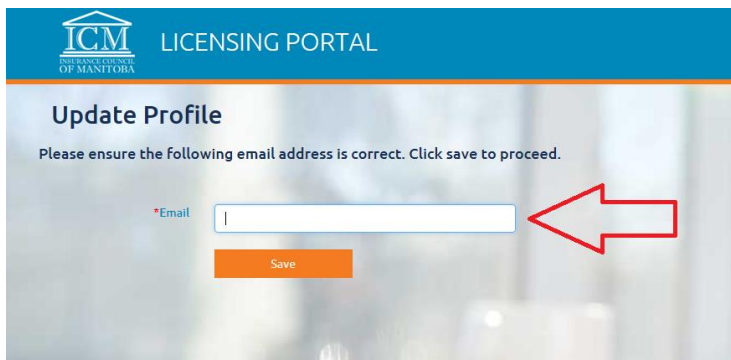 ICM
INSURANCE COUNCIL
OF MANITOBA
LICENSING PORTAL
Update Profile
Please ensure the following email address is correct. Click save to proceed.
*Email
Save